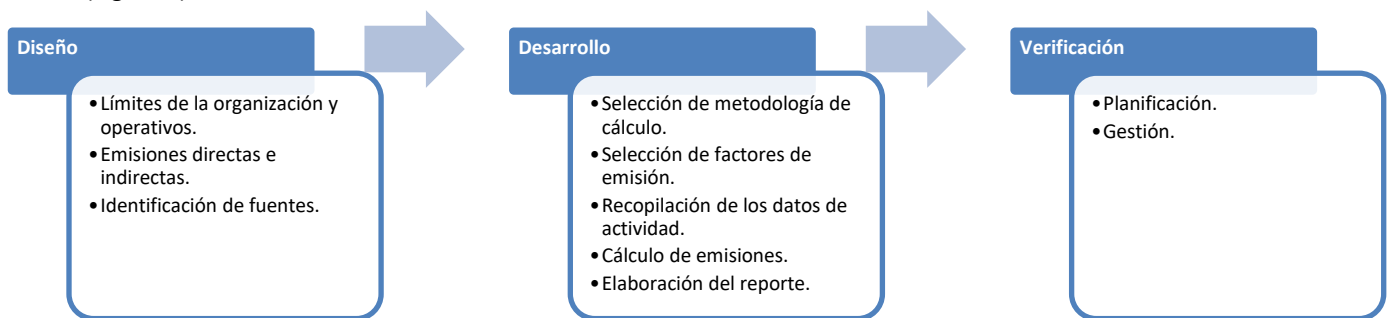 Diseño
•Límites de la organización y
operativos.
•Emisiones directas e
indirectas.
•Identificación de fuentes.
Desarrollo
•Selección de metodología de
cálculo.
•Selección de factores de
emisión.
•Recopilación de los datos de
actividad.
•Cálculo de emisiones.
•Elaboración del reporte.
Verificación
•Planificación.
•Gestión.